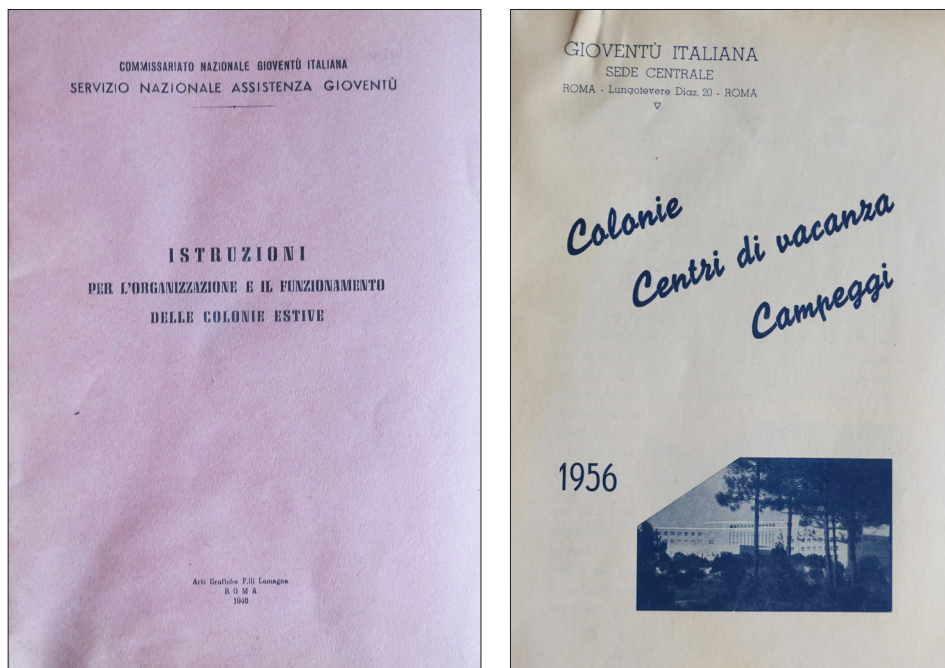 COMMISSARIATO NAZIONALE GIOVENTÙ ITALIANA
SERVIZIO NAZIONALE ASSISTENZA GIOVENTÙ
ISTRUZIONI
PER L'ORGANIZZAZIONE E IL FUNZIONAMENTO
DELLE COLONIE ESTIVE
Arti Grafiche F.lli Lamagna
ROMA
GIOVENTÙ ITALIANA
SEDE CENTRALE
ROMA - Lungotevere Diaz, 20 - ROMA
Colonie
Centri di vacanza
Campeggi
1956